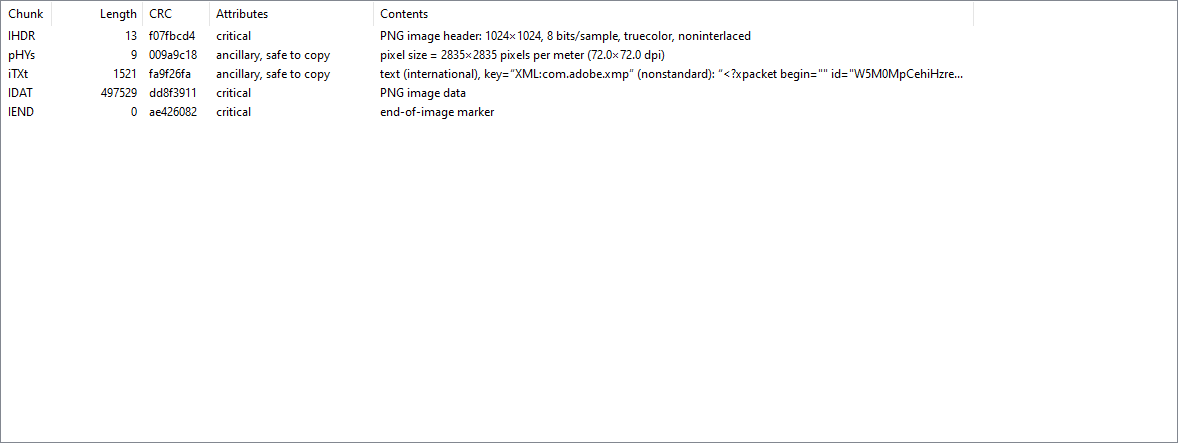 Chunk Length CRC Attributes Contents
IHDR 13 f07fbcd4 critical PNG image header: 1024×1024, 8 bits/sample, truecolor, noninterlaced
pHYs 9 009a9c18 ancillary, safe to copy pixel size = 2835×2835 pixels per meter (72.0×72.0 dpi)
iTXt 1521 fa9f26fa ancillary, safe to copy text (international), key="XML:com.adobe.xmp" (nonstandard): "<?xpacket begin="" id="W5M0MpCehiHzre...
IDAT 497529 dd8f3911 critical PNG image data
IEND 0 ae426082 critical end-of-image marker